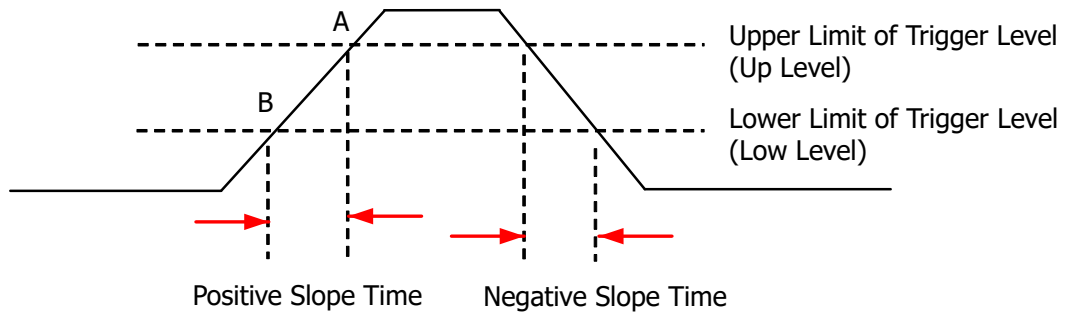 A
Upper Limit of Trigger Level
(Up Level)
B
Lower Limit of Trigger Level
(Low Level)
Positive Slope Time
Negative Slope Time